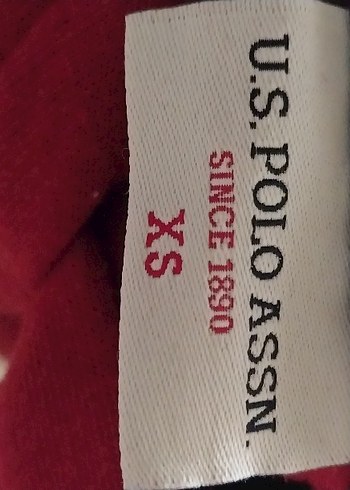 U.S. POLO ASSN.
SINCE 1890
XS